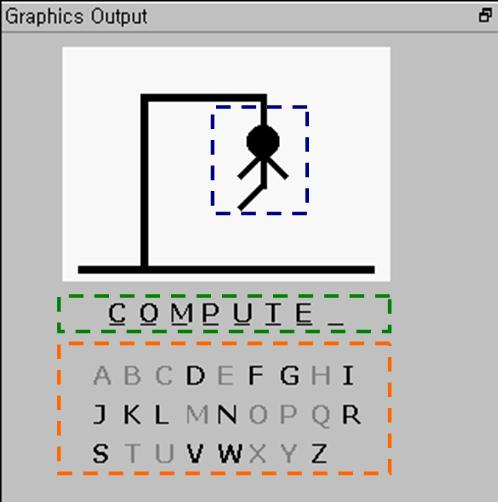 Graphics Output
C O M P U T E _
A B C D E F G H I
J K L M N O P Q R
S T U V W X Y Z